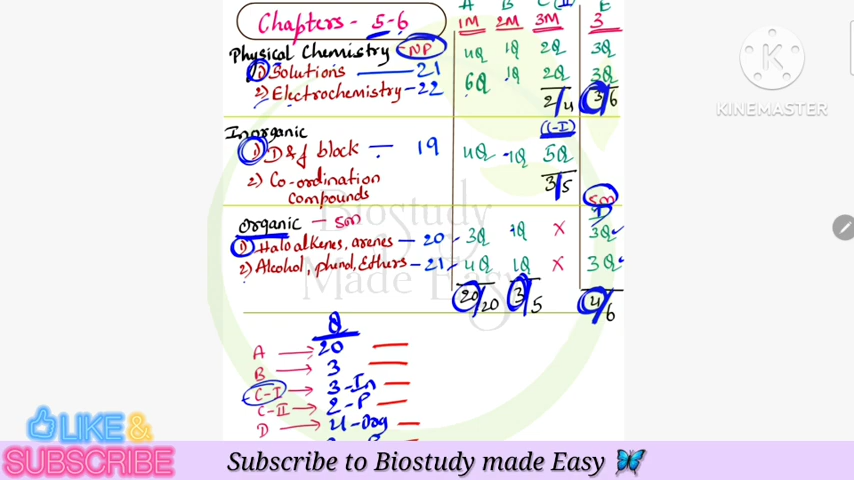 A B C (II) E
Chapters - 5-6 1M 2M 3M 3
Physical Chemistry -NP 4Q 1Q 2Q 3Q
1) Solutions — 21 6Q 1Q 2Q 3Q
2) Electrochemistry - 22 2/4 3/6
Inorganic (C-I)
1) D & f block - 19 4Q 1Q 5Q
2) Co-ordination 3/5
compounds
5M
Organic - 5m D
1) Haloalkenes, arenes - 20 3Q 1Q X 3Q
2) Alcohol, phenol, Ethers - 21 4Q 1Q X 3Q
20/20 3/5 4/6
Q
A → 20
B → 3
C-I → 3-In
C-II → 2-P
D → 4-Org
Biostudy
Made Easy
KINEMASTER
LIKE &
SUBSCRIBE
Subscribe to Biostudy made Easy